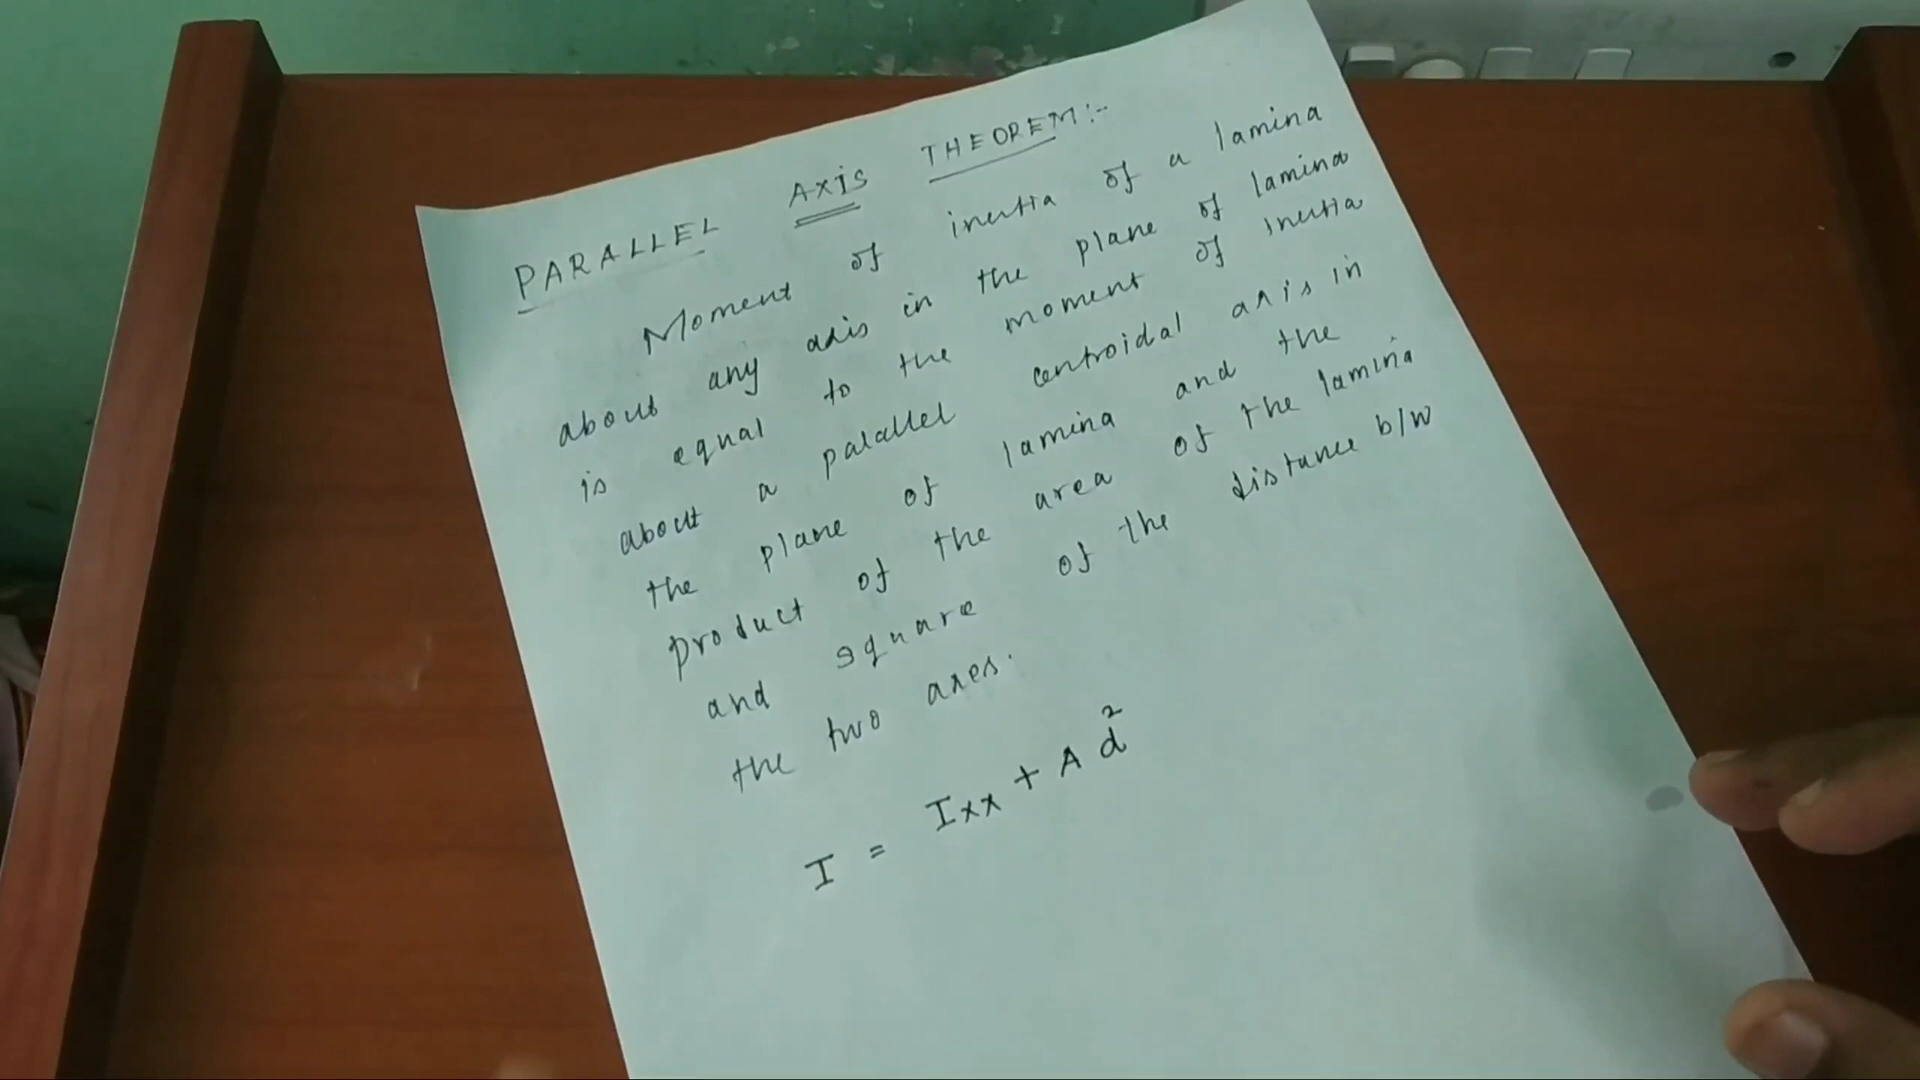 PARALLEL AXIS THEOREM:-
Moment of inertia of a lamina
about any axis in the plane of lamina
is equal to the moment of inertia
about a parallel centroidal axis in
the plane of lamina and the
product of the area of the lamina
and square of the distance b/w
the two axes.
I = Ixx + Ad²